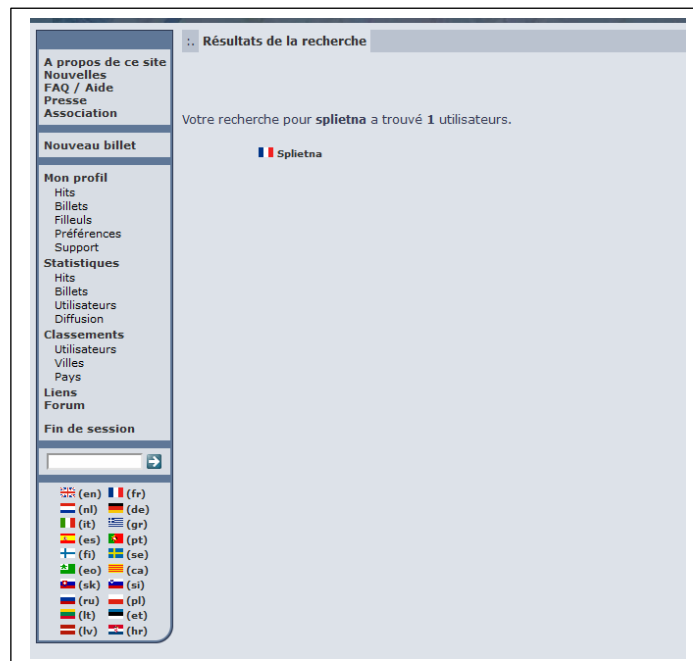 :. Résultats de la recherche
A propos de ce site
Nouvelles
FAQ / Aide
Presse
Association
Nouveau billet
Mon profil
Hits
Billets
Filleuls
Préférences
Support
Statistiques
Hits
Billets
Utilisateurs
Diffusion
Classements
Utilisateurs
Villes
Pays
Liens
Forum
Fin de session
(en) (fr)
(nl) (de)
(it) (gr)
(es) (pt)
(fi) (se)
(eo) (ca)
(sk) (si)
(ru) (pl)
(lt) (et)
(lv) (hr)
Votre recherche pour splietna a trouvé 1 utilisateurs.
Splietna